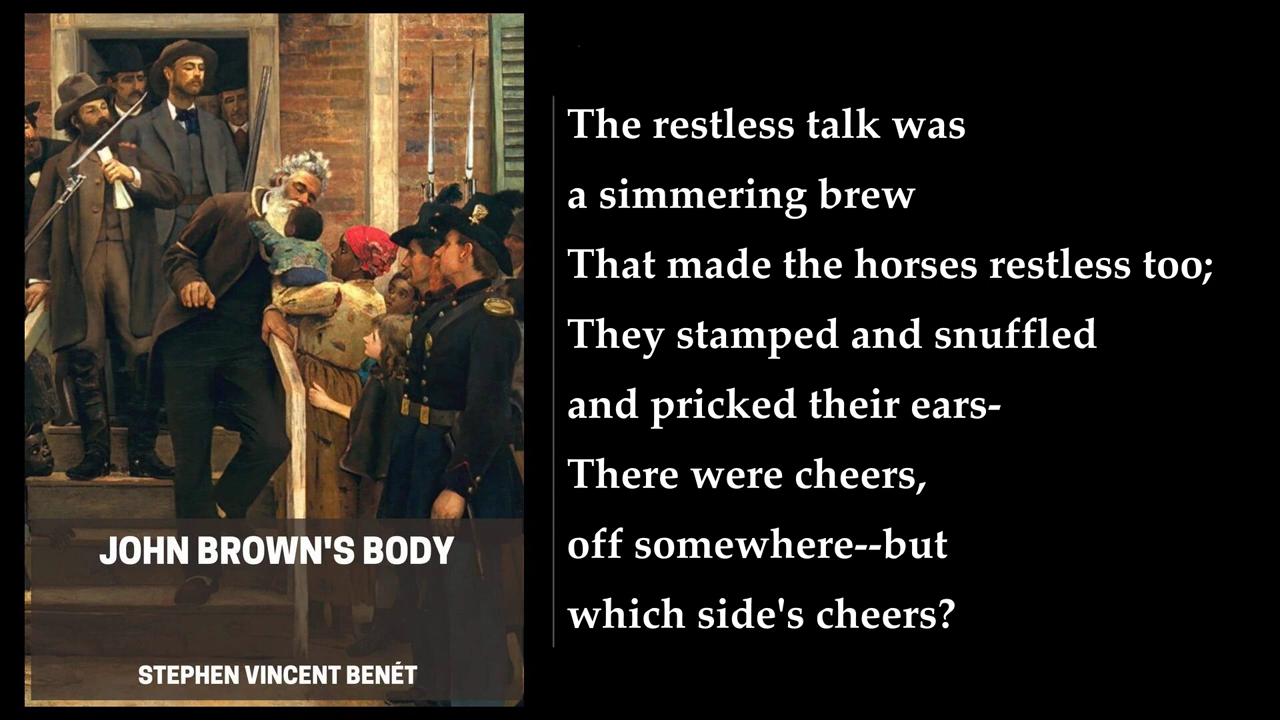 JOHN BROWN'S BODY
STEPHEN VINCENT BENÉT
The restless talk was
a simmering brew
That made the horses restless too;
They stamped and snuffled
and pricked their ears-
There were cheers,
off somewhere--but
which side's cheers?